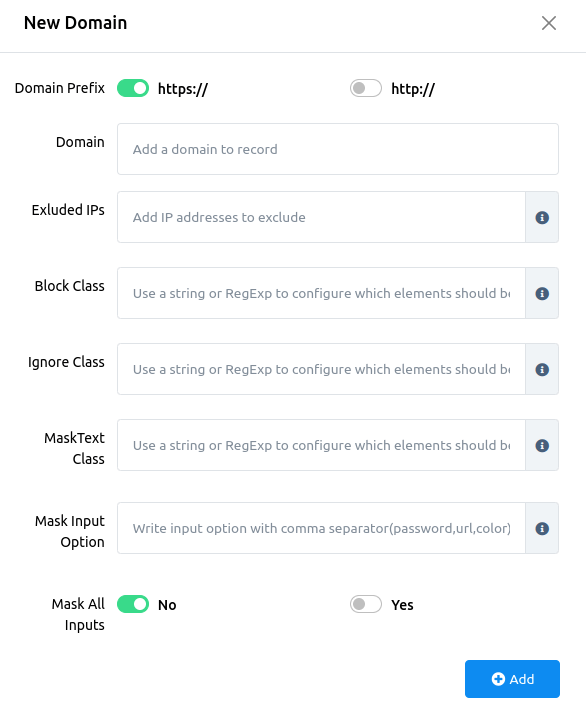 New Domain
Domain Prefix https:// http://
Domain Add a domain to record
Exluded IPs Add IP addresses to exclude
Block Class Use a string or RegExp to configure which elements should be
Ignore Class Use a string or RegExp to configure which elements should be
MaskText
Class
Use a string or RegExp to configure which elements should be
Mask Input
Option
Write input option with comma separator(password,url,color)
Mask All
Inputs
No Yes
Add